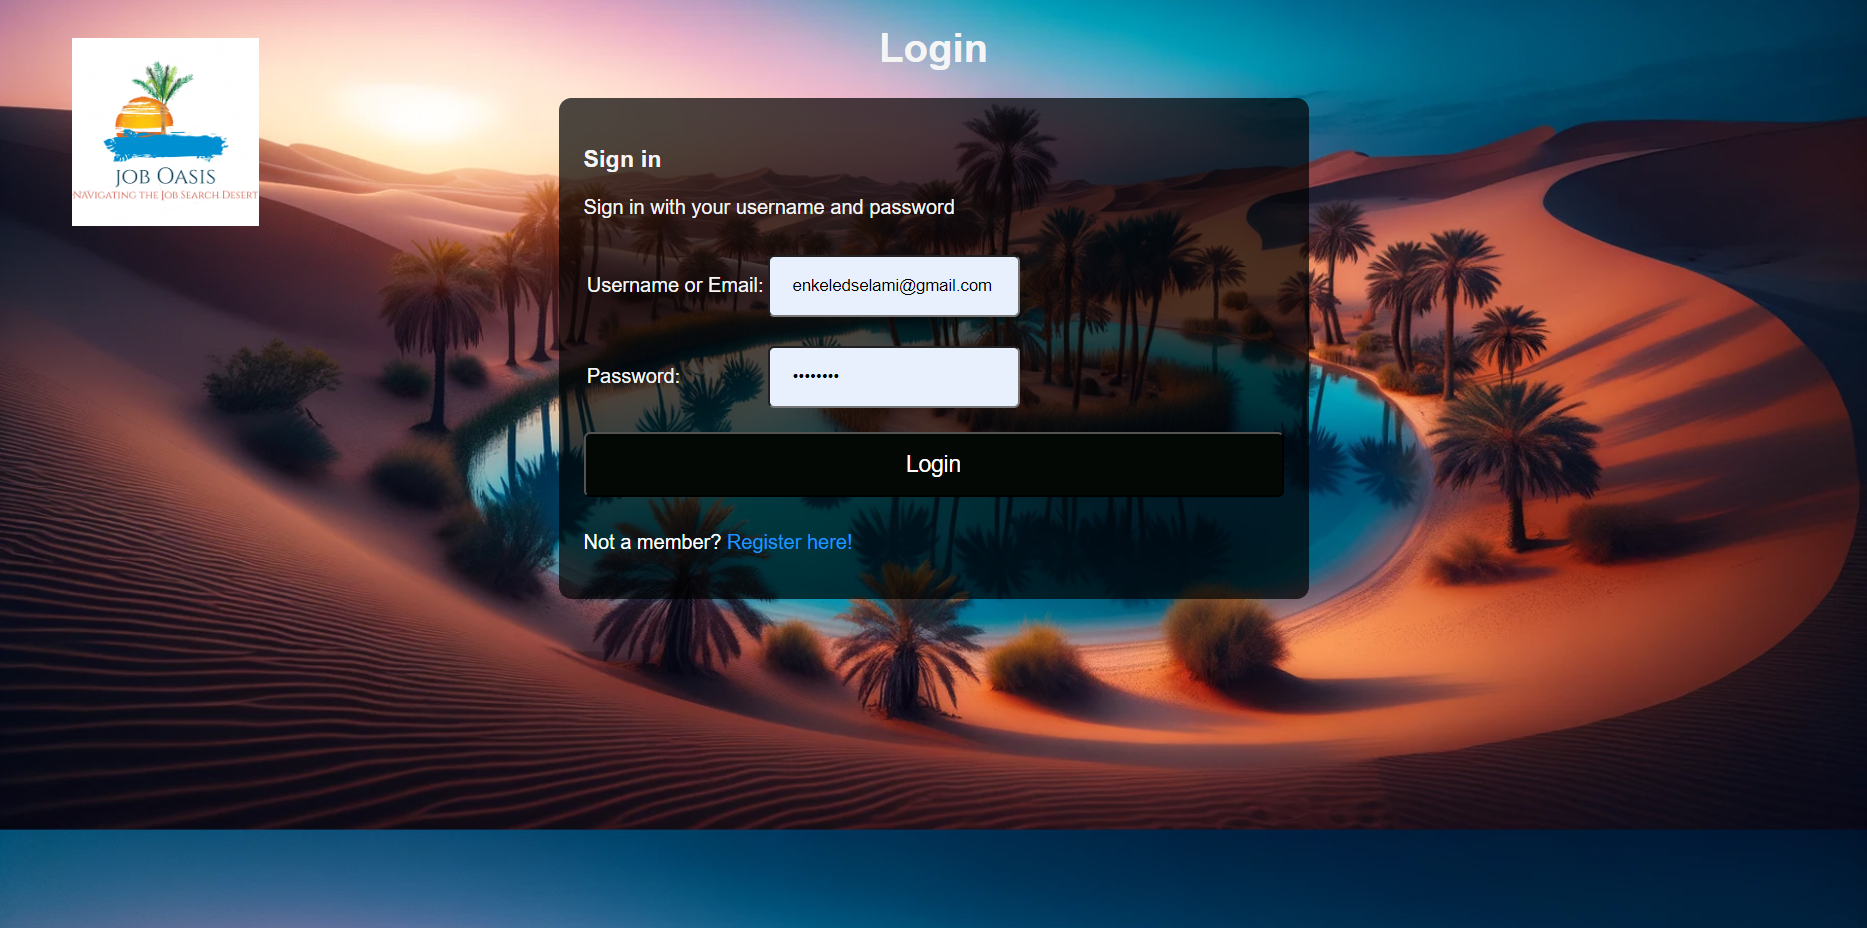 Login
JOB OASIS
NAVIGATING THE JOB SEARCH DESERT
Sign in
Sign in with your username and password
Username or Email: enkeledselami@gmail.com
Password: ••••••••
Login
Not a member? Register here!